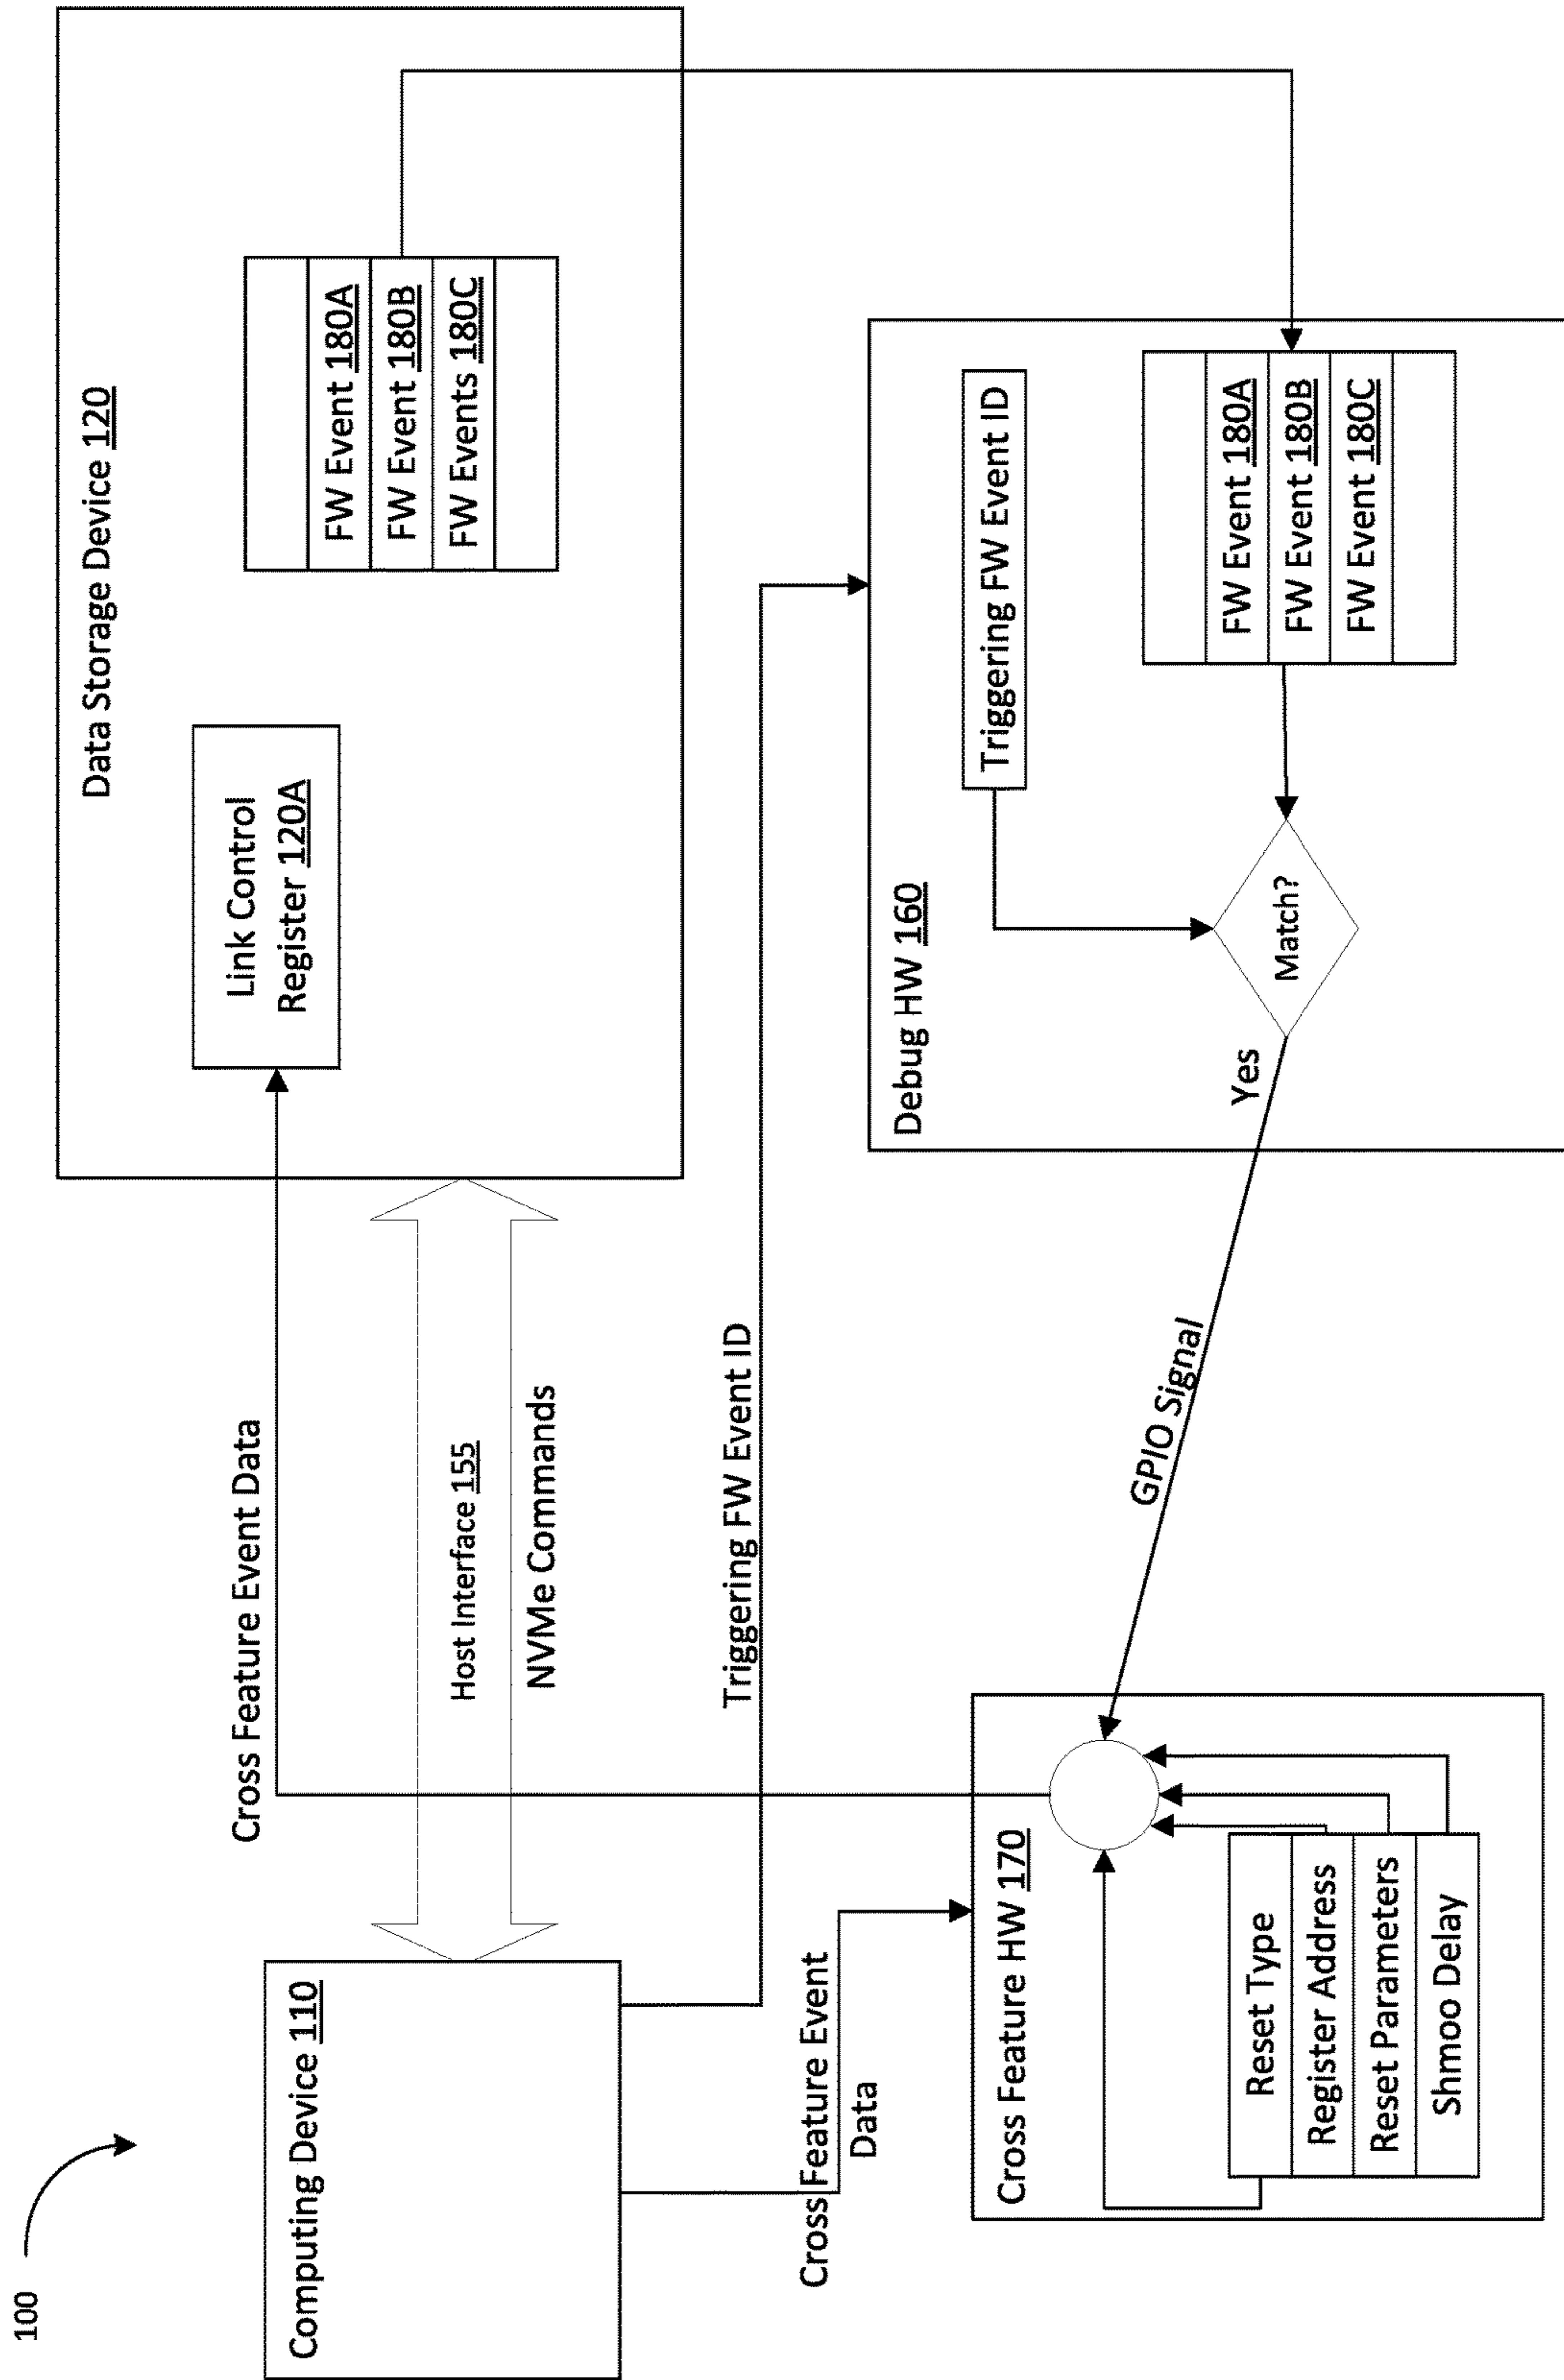 100
Computing Device 110
Cross Feature Event Data
Host Interface 155
NVMe Commands
Data Storage Device 120
Link Control
Register 120A
FW Event 180A
FW Event 180B
FW Events 180C
Triggering FW Event ID
Cross Feature Event
Data
Cross Feature HW 170
Reset Type
Register Address
Reset Parameters
Shmoo Delay
GPIO Signal
Debug HW 160
Yes
Match?
Triggering FW Event ID
FW Event 180A
FW Event 180B
FW Event 180C